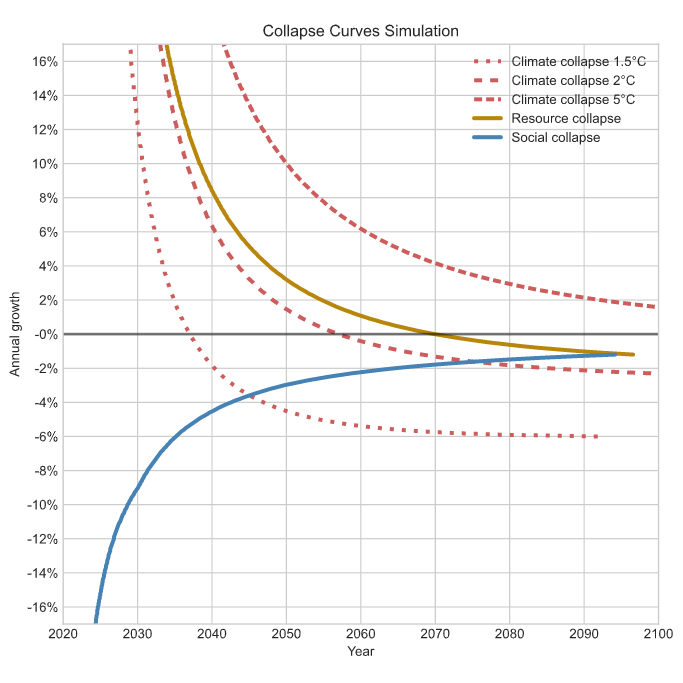 Collapse Curves Simulation
Climate collapse 1.5°C
Climate collapse 2°C
Climate collapse 5°C
Resource collapse
Social collapse
Annual growth
16%
14%
12%
10%
8%
6%
4%
2%
-0%
-2%
-4%
-6%
-8%
-10%
-12%
-14%
-16%
2020 2030 2040 2050 2060 2070 2080 2090 2100
Year